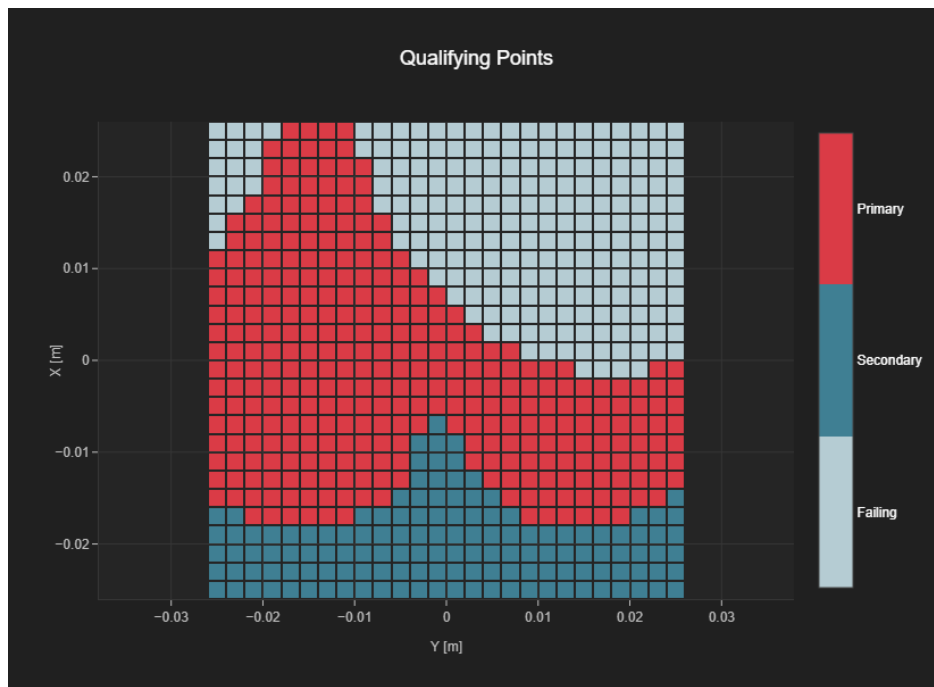 Qualifying Points
0.02
0.01
0
−0.01
−0.02
X [m]
−0.03
−0.02
−0.01
0
0.01
0.02
0.03
Y [m]
Primary
Secondary
Failing